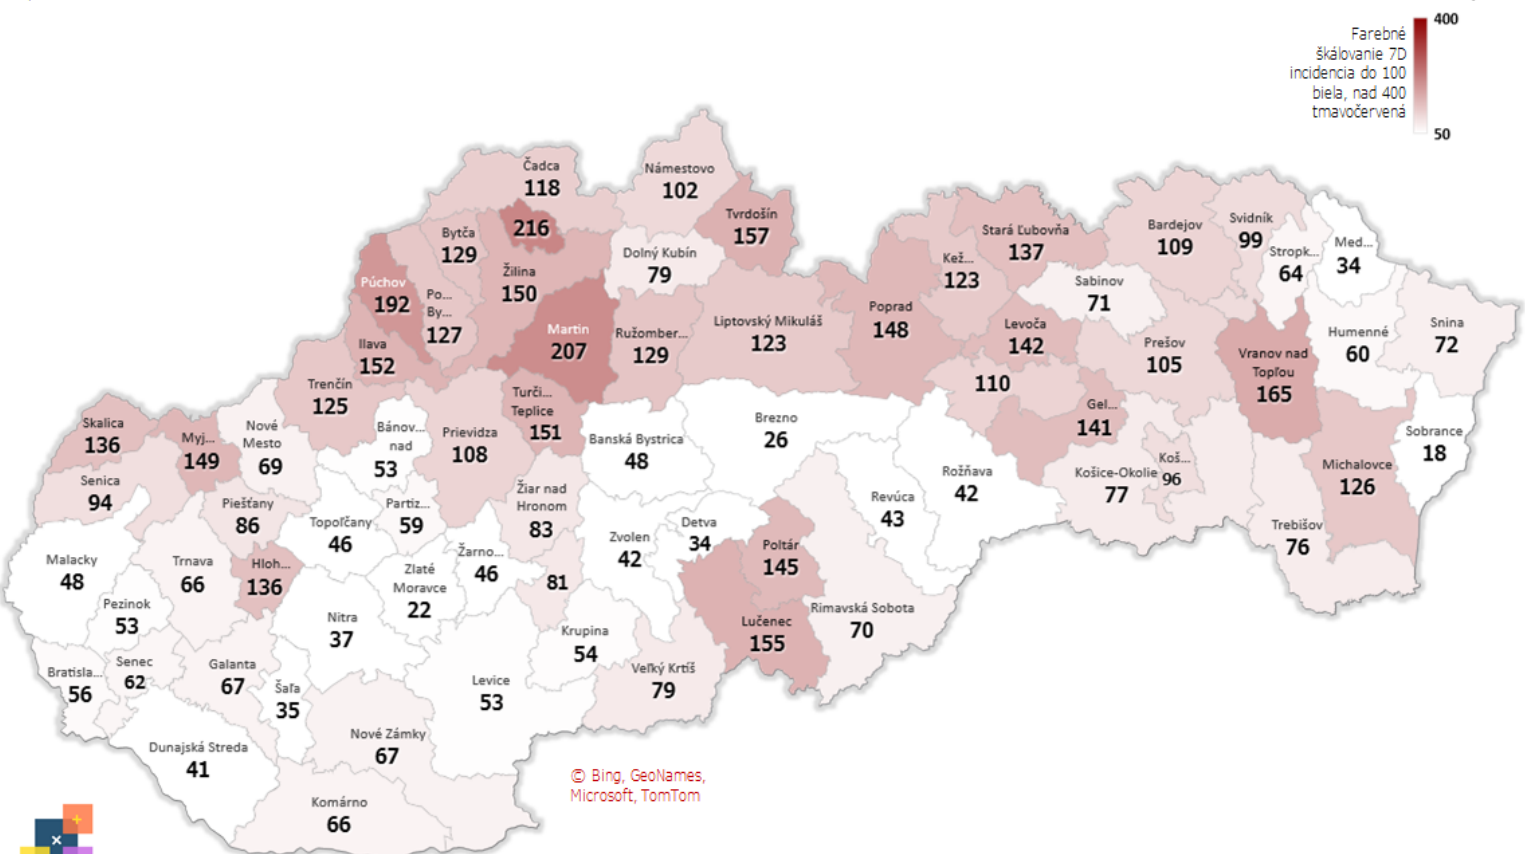 400
Farebné
škálovanie 7D
incidencia do 100
biela, nad 400
tmavočervená
50
Čadca
118
Námestovo
102
216
Tvrdošín
157
Bytča
129
Dolný Kubín
79
Žilina
150
Púchov
192
Po...
By...
127
Martin
207
Ružomber...
129
Liptovský Mikuláš
123
Poprad
148
Kež...
123
Stará Ľubovňa
137
Bardejov
109
Svidník
99
Stropk...
64
Med...
34
Sabinov
71
Levoča
142
Prešov
105
Vranov nad
Topľou
165
Humenné
60
Snina
72
Ilava
152
Trenčín
125
Turči...
Teplice
151
110
Gel...
141
Skalica
136
Myj...
149
Nové
Mesto
69
Bánov...
nad
53
Prievidza
108
Banská Bystrica
48
Brezno
26
Rožňava
42
Košice-Okolie
77
Koš...
96
Michalovce
126
Sobrance
18
Senica
94
Piešťany
86
Topoľčany
46
Partiz...
59
Žiar nad
Hronom
83
Zvolen
42
Detva
34
Revúca
43
Trebišov
76
Malacky
48
Trnava
66
Hloh...
136
Zlaté
Moravce
22
Žarno...
46
81
Poltár
145
Pezinok
53
Nitra
37
Krupina
54
Lučenec
155
Rimavská Sobota
70
Bratisla...
56
Senec
62
Galanta
67
Šaľa
35
Levice
53
Veľký Krtíš
79
Dunajská Streda
41
Nové Zámky
67
Komárno
66
© Bing, GeoNames,
Microsoft, TomTom